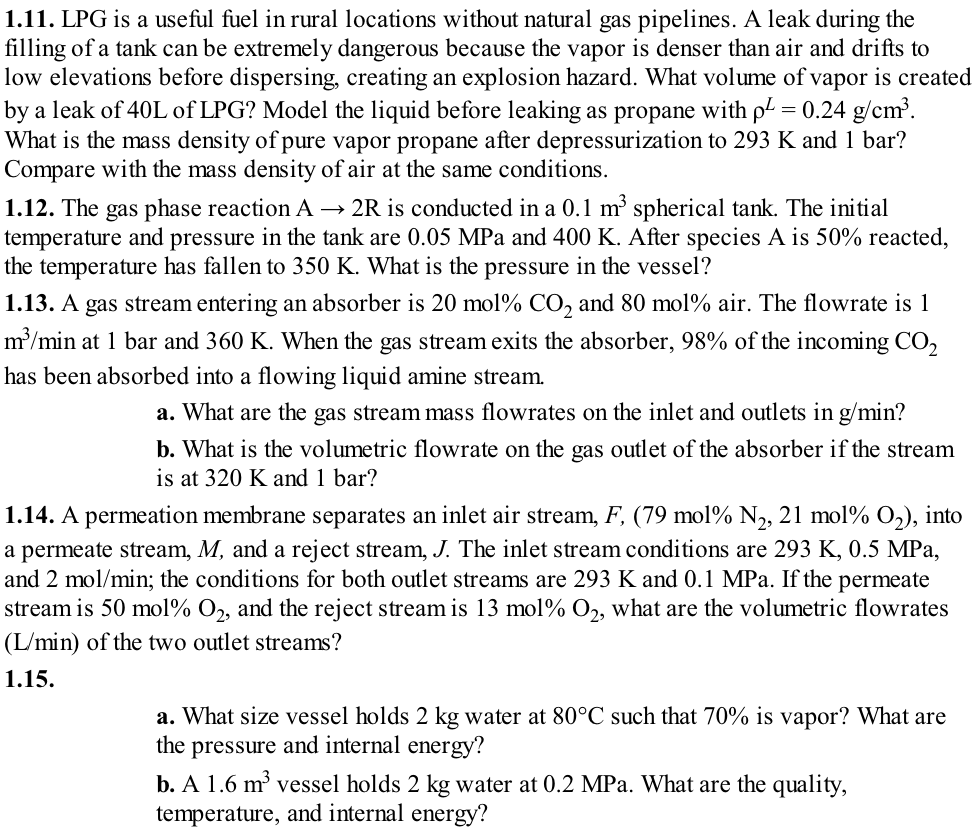 1.11. LPG is a useful fuel in rural locations without natural gas pipelines. A leak during the
filling of a tank can be extremely dangerous because the vapor is denser than air and drifts to
low elevations before dispersing, creating an explosion hazard. What volume of vapor is created
by a leak of 40L of LPG? Model the liquid before leaking as propane with ρᴸ = 0.24 g/cm³.
What is the mass density of pure vapor propane after depressurization to 293 K and 1 bar?
Compare with the mass density of air at the same conditions.
1.12. The gas phase reaction A → 2R is conducted in a 0.1 m³ spherical tank. The initial
temperature and pressure in the tank are 0.05 MPa and 400 K. After species A is 50% reacted,
the temperature has fallen to 350 K. What is the pressure in the vessel?
1.13. A gas stream entering an absorber is 20 mol% CO₂ and 80 mol% air. The flowrate is 1
m³/min at 1 bar and 360 K. When the gas stream exits the absorber, 98% of the incoming CO₂
has been absorbed into a flowing liquid amine stream.
a. What are the gas stream mass flowrates on the inlet and outlets in g/min?
b. What is the volumetric flowrate on the gas outlet of the absorber if the stream
is at 320 K and 1 bar?
1.14. A permeation membrane separates an inlet air stream, F, (79 mol% N₂, 21 mol% O₂), into
a permeate stream, M, and a reject stream, J. The inlet stream conditions are 293 K, 0.5 MPa,
and 2 mol/min; the conditions for both outlet streams are 293 K and 0.1 MPa. If the permeate
stream is 50 mol% O₂, and the reject stream is 13 mol% O₂, what are the volumetric flowrates
(L/min) of the two outlet streams?
1.15.
a. What size vessel holds 2 kg water at 80°C such that 70% is vapor? What are
the pressure and internal energy?
b. A 1.6 m³ vessel holds 2 kg water at 0.2 MPa. What are the quality,
temperature, and internal energy?